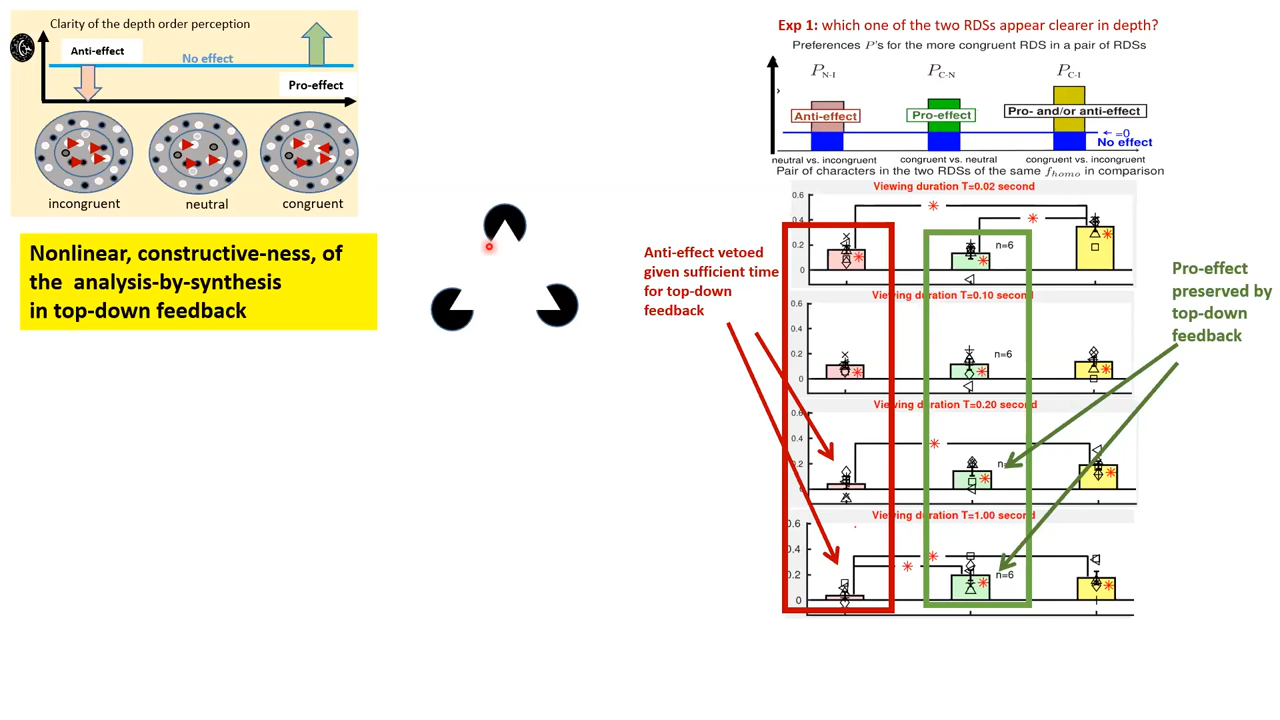 Clarity of the depth order perception
Anti-effect
No effect
Pro-effect
incongruent
neutral
congruent
Nonlinear, constructive-ness, of
the analysis-by-synthesis
in top-down feedback
Exp 1: which one of the two RDSs appear clearer in depth?
Preferences P's for the more congruent RDS in a pair of RDSs
P N-I
P C-N
P C-I
Anti-effect
Pro-effect
Pro- and/or anti-effect
←=0
No effect
neutral vs. incongruent
congruent vs. neutral
congruent vs. incongruent
Pair of characters in the two RDSs of the same fhomo in comparison
Viewing duration T=0.02 second
0.6
0.4
0.2
0
n=6
Viewing duration T=0.10 second
0.6
0.4
0.2
0
n=6
Viewing duration T=0.20 second
0.6
0.4
0.2
0
n=
Viewing duration T=1.00 second
0.6
0.4
0.2
0
n=6
Anti-effect vetoed
given sufficient time
for top-down
feedback
Pro-effect
preserved by
top-down
feedback